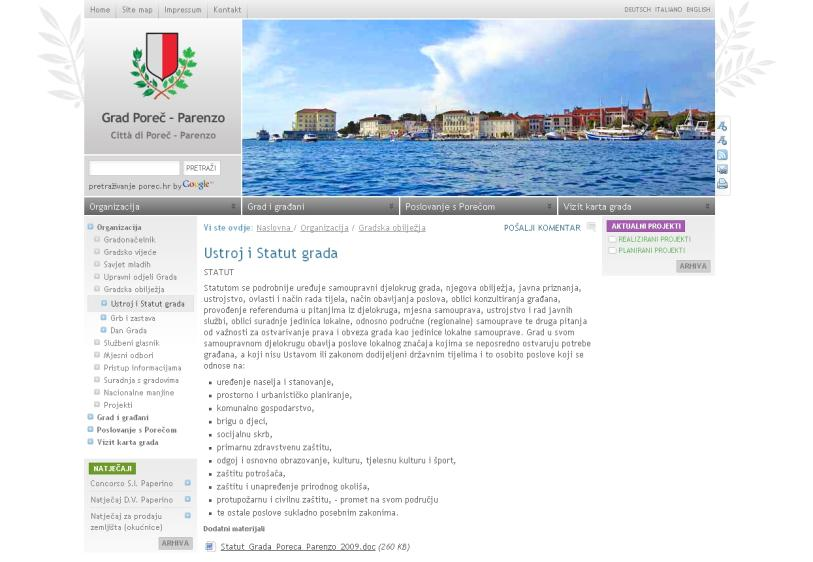 Home Site map Impressum Kontakt
DEUTSCH ITALIANO ENGLISH
Grad Poreč - Parenzo
Città di Poreč - Parenzo
PRETRAŽI
pretraživanje porec.hr by Google™
Organizacija Grad i građani Poslovanje s Porečom Vizit karta grada
Organizacija
Gradonačelnik
Gradsko vijeće
Savjet mladih
Upravni odjeli Grada
Gradska obilježja
Ustroj i Statut grada
Grb i zastava
Dan Grada
Službeni glasnik
Mjesni odbori
Pristup informacijama
Suradnja s gradovima
Nacionalne manjine
Projekti
Grad i građani
Poslovanje s Porečom
Vizit karta grada
NATJEČAJI
Concorso S.I. Paperino
Natječaj D.V. Paperino
Natječaj za prodaju
zemljišta (okućnice)
ARHIVA
Vi ste ovdje: Naslovna / Organizacija / Gradska obilježja
POŠALJI KOMENTAR
Ustroj i Statut grada
STATUT
Statutom se podrobnije uređuje samoupravni djelokrug grada, njegova obilježja, javna priznanja,
ustrojstvo, ovlasti i način rada tijela, način obavljanja poslova, oblici konzultiranja građana,
provođenje referenduma u pitanjima iz djelokruga, mjesna samouprava, ustrojstvo i rad javnih
službi, oblici suradnje jedinica lokalne, odnosno područne (regionalne) samouprave te druga pitanja
od važnosti za ostvarivanje prava i obveza grada kao jedinice lokalne samouprave. Grad u svom
samoupravnom djelokrugu obavlja poslove lokalnog značaja kojima se neposredno ostvaruju potrebe
građana, a koji nisu Ustavom ili zakonom dodijeljeni državnim tijelima i to osobito poslove koji se
odnose na:
uređenje naselja i stanovanje,
prostorno i urbanističko planiranje,
komunalno gospodarstvo,
brigu o djeci,
socijalnu skrb,
primarnu zdravstvenu zaštitu,
odgoj i osnovno obrazovanje, kulturu, tjelesnu kulturu i šport,
zaštitu potrošača,
zaštitu i unapređenje prirodnog okoliša,
protupožarnu i civilnu zaštitu, - promet na svom području
te ostale poslove sukladno posebnim zakonima.
Dodatni materijali
Statut_Grada_Poreca_Parenzo_2009.doc (260 KB)
AKTUALNI PROJEKTI
REALIZIRANI PROJEKTI
PLANIRANI PROJEKTI
ARHIVA